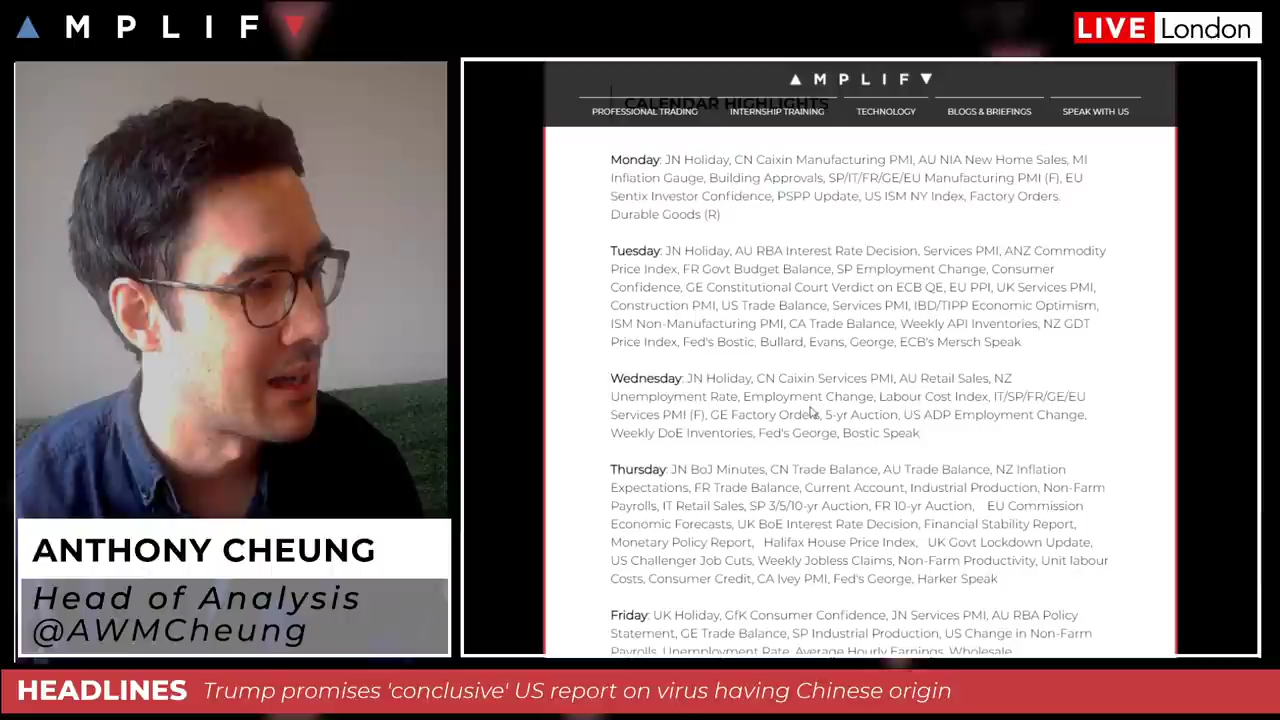 AMPLIFY
LIVE London
AMPLIFY
CALENDAR HIGHLIGHTS
PROFESSIONAL TRADING INTERNSHIP TRAINING TECHNOLOGY BLOGS & BRIEFINGS SPEAK WITH US
Monday: JN Holiday, CN Caixin Manufacturing PMI, AU NIA New Home Sales, MI
Inflation Gauge, Building Approvals, SP/IT/FR/GE/EU Manufacturing PMI (F), EU
Sentix Investor Confidence, PSPP Update, US ISM NY Index, Factory Orders.
Durable Goods (R)
Tuesday: JN Holiday, AU RBA Interest Rate Decision, Services PMI, ANZ Commodity
Price Index, FR Govt Budget Balance, SP Employment Change, Consumer
Confidence, GE Constitutional Court Verdict on ECB QE, EU PPI, UK Services PMI,
Construction PMI, US Trade Balance, Services PMI, IBD/TIPP Economic Optimism,
ISM Non-Manufacturing PMI, CA Trade Balance, Weekly API Inventories, NZ GDT
Price Index, Fed's Bostic, Bullard, Evans, George, ECB's Mersch Speak
Wednesday: JN Holiday, CN Caixin Services PMI, AU Retail Sales, NZ
Unemployment Rate, Employment Change, Labour Cost Index, IT/SP/FR/GE/EU
Services PMI (F), GE Factory Orders, 5-yr Auction, US ADP Employment Change,
Weekly DoE Inventories, Fed's George, Bostic Speak
Thursday: JN BoJ Minutes, CN Trade Balance, AU Trade Balance, NZ Inflation
Expectations, FR Trade Balance, Current Account, Industrial Production, Non-Farm
Payrolls, IT Retail Sales, SP 3/5/10-yr Auction, FR 10-yr Auction, EU Commission
Economic Forecasts, UK BoE Interest Rate Decision, Financial Stability Report,
Monetary Policy Report, Halifax House Price Index, UK Govt Lockdown Update,
US Challenger Job Cuts, Weekly Jobless Claims, Non-Farm Productivity, Unit labour
Costs, Consumer Credit, CA Ivey PMI, Fed's George, Harker Speak
Friday: UK Holiday, GfK Consumer Confidence, JN Services PMI, AU RBA Policy
Statement, GE Trade Balance, SP Industrial Production, US Change in Non-Farm
Payrolls, Unemployment Rate, Average Hourly Earnings, Wholesale
ANTHONY CHEUNG
Head of Analysis
@AWMCheung
HEADLINES Trump promises 'conclusive' US report on virus having Chinese origin